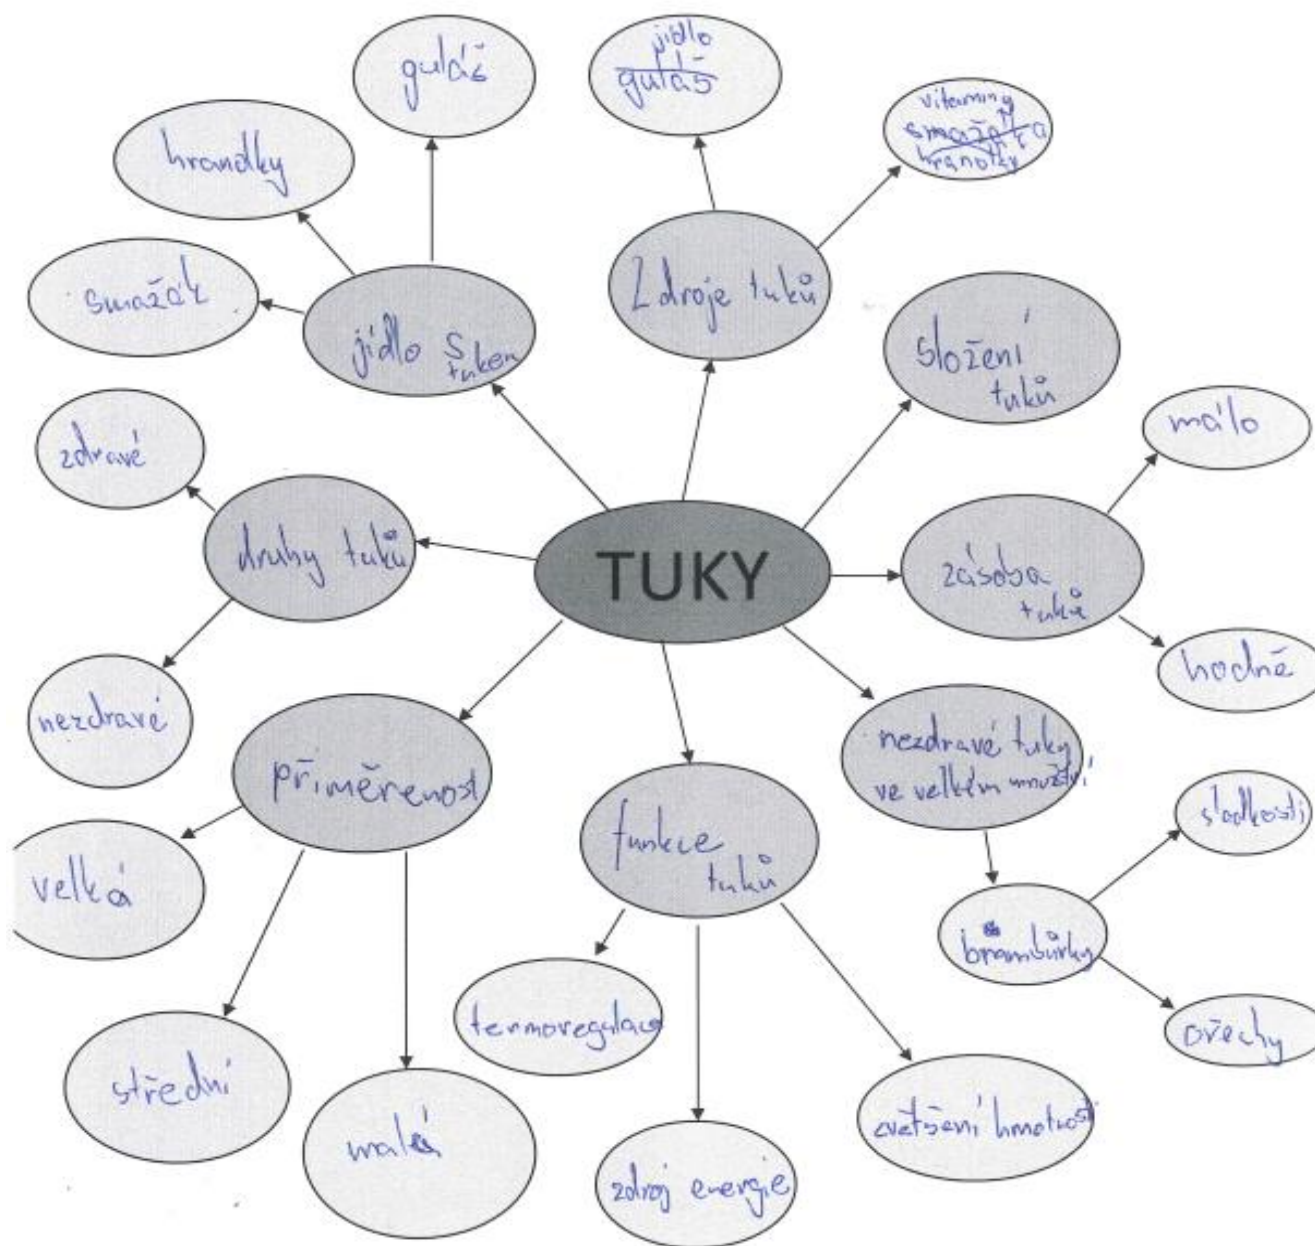 guláš
jídlo
guláš
vitamíny
smažák a
hranolky
hranolky
smažák
jídlo s
tukem
Zdroje tuků
složení
tuků
málo
zdravé
druhy tuků
TUKY
zásoba
tuků
hodně
nezdravé
přiměřenost
nezdravé tuky
ve velkém množství
sladkosti
velká
funkce
tuků
brambůrky
ořechy
termoregulace
střední
malá
zdroj energie
zvětšení hmotnosti